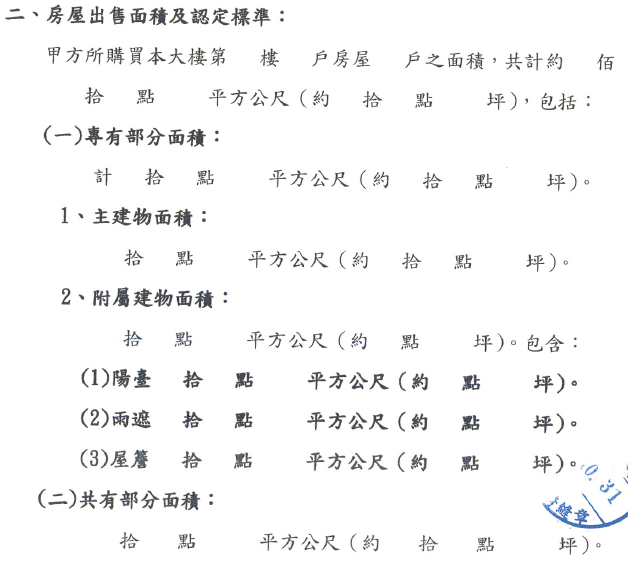 二、房屋出售面積及認定標準：
甲方所購買本大樓第 樓 戶房屋 戶之面積，共計約 佰
拾 點 平方公尺（約 拾 點 坪），包括：
(一)專有部分面積：
計 拾 點 平方公尺（約 拾 點 坪）。
1、主建物面積：
拾 點 平方公尺（約 拾 點 坪）。
2、附屬建物面積：
拾 點 平方公尺（約 點 坪）。包含：
(1)陽臺 拾 點 平方公尺（約 點 坪）。
(2)雨遮 拾 點 平方公尺（約 點 坪）。
(3)屋簷 拾 點 平方公尺（約 點 坪）。
0. 31
縫章
(二)共有部分面積：
拾 點 平方公尺（約 拾 點 坪）。